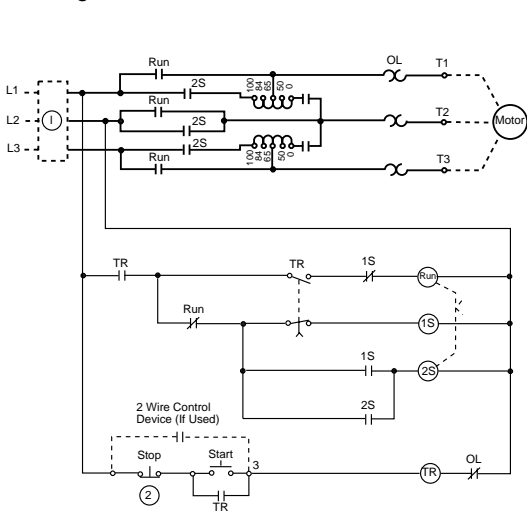 Run
OL
T1
L1
2S
100
84
65
50
0
Run
L2
I
2S
T2
Motor
2S
100
84
65
50
0
L3
Run
T3
TR
TR
1S
Run
Run
1S
1S
2S
2S
2 Wire Control
Device (If Used)
Stop
Start
3
TR
OL
2
TR